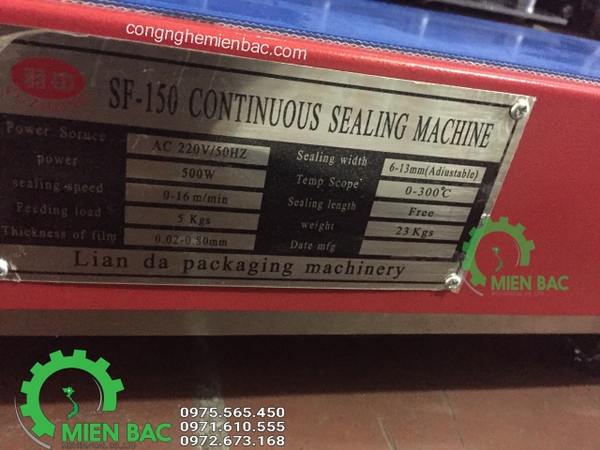 congnghemienbac.com
SF-150 CONTINUOUS SEALING MACHINE
Power Soruce AC 220V/50HZ Sealing width 6-13mm(Adiustable)
power 500W Temp Scope 0-300℃
sealing speed 0-16 m/min Sealing length Free
Feeding load 5 Kgs weight 23 Kgs
Thickness of film 0.02-0.80mm Date mfg
Lian da packaging machinery
MIEN BAC
MIEN BAC
0975.565.450
0971.610.555
0972.673.168